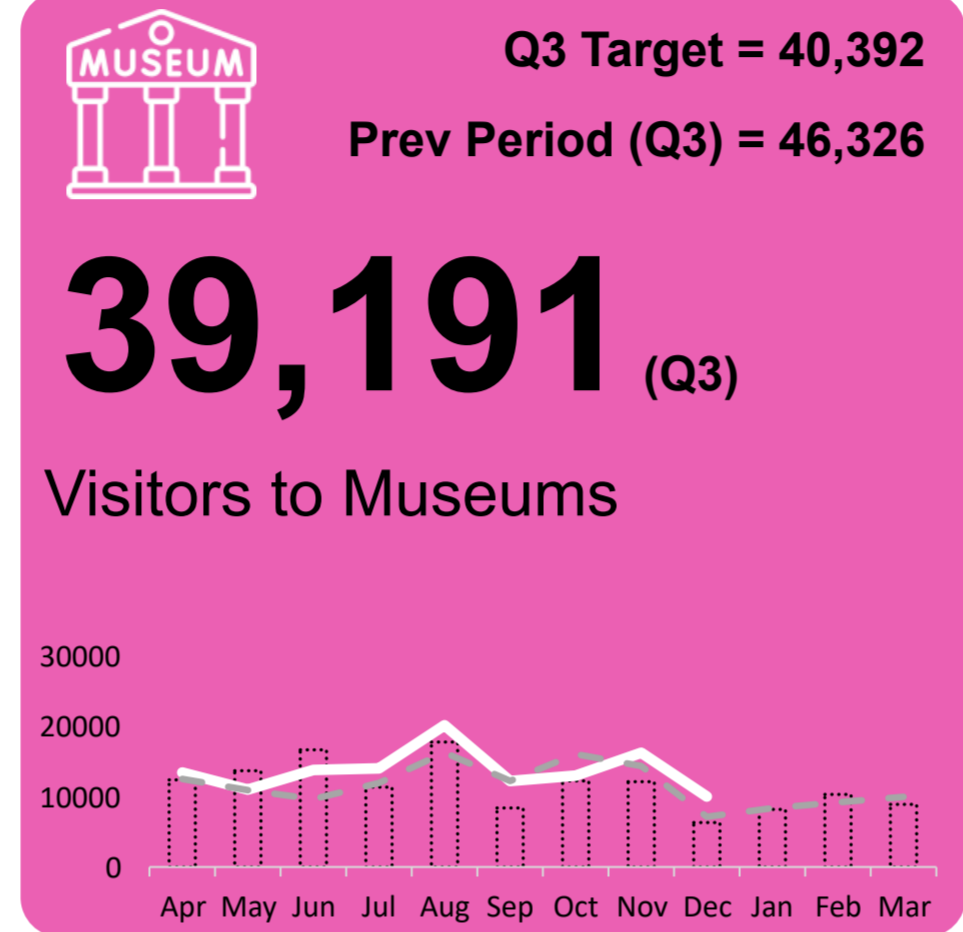 MUSEUM
Q3 Target = 40,392
Prev Period (Q3) = 46,326
39,191 (Q3)
Visitors to Museums
30000
20000
10000
0
Apr May Jun Jul Aug Sep Oct Nov Dec Jan Feb Mar